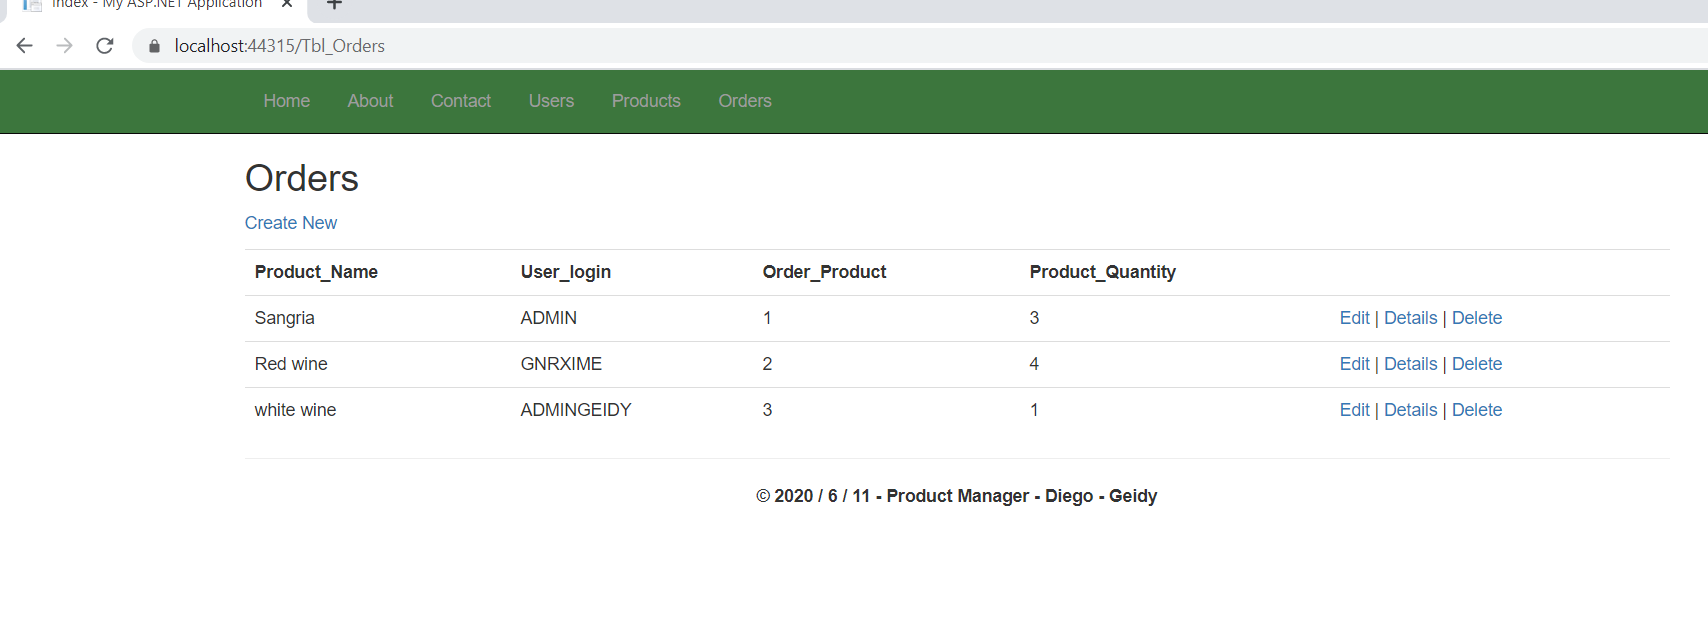 Index - My ASP.NET Application
localhost:44315/Tbl_Orders
Home About Contact Users Products Orders
Orders
Create New
Product_Name User_login Order_Product Product_Quantity
Sangria ADMIN 1 3 Edit | Details | Delete
Red wine GNRXIME 2 4 Edit | Details | Delete
white wine ADMINGEIDY 3 1 Edit | Details | Delete
© 2020 / 6 / 11 - Product Manager - Diego - Geidy